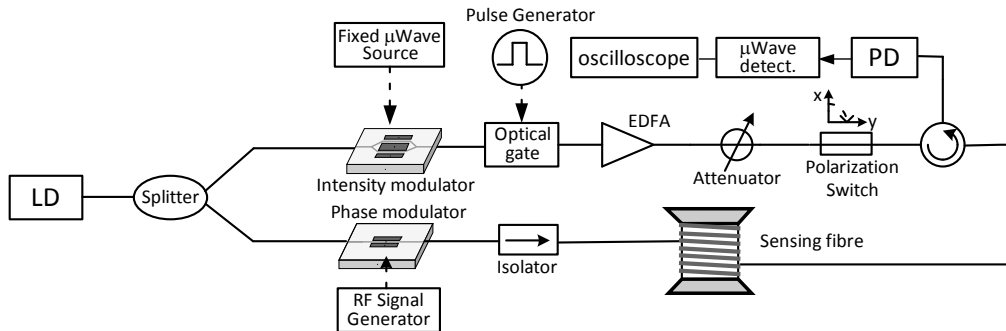 Pulse Generator
Fixed μWave
Source
oscilloscope
μWave
detect.
PD
x
y
EDFA
Optical
gate
Attenuator
Polarization
Switch
Intensity modulator
LD
Splitter
Phase modulator
Isolator
Sensing fibre
RF Signal
Generator